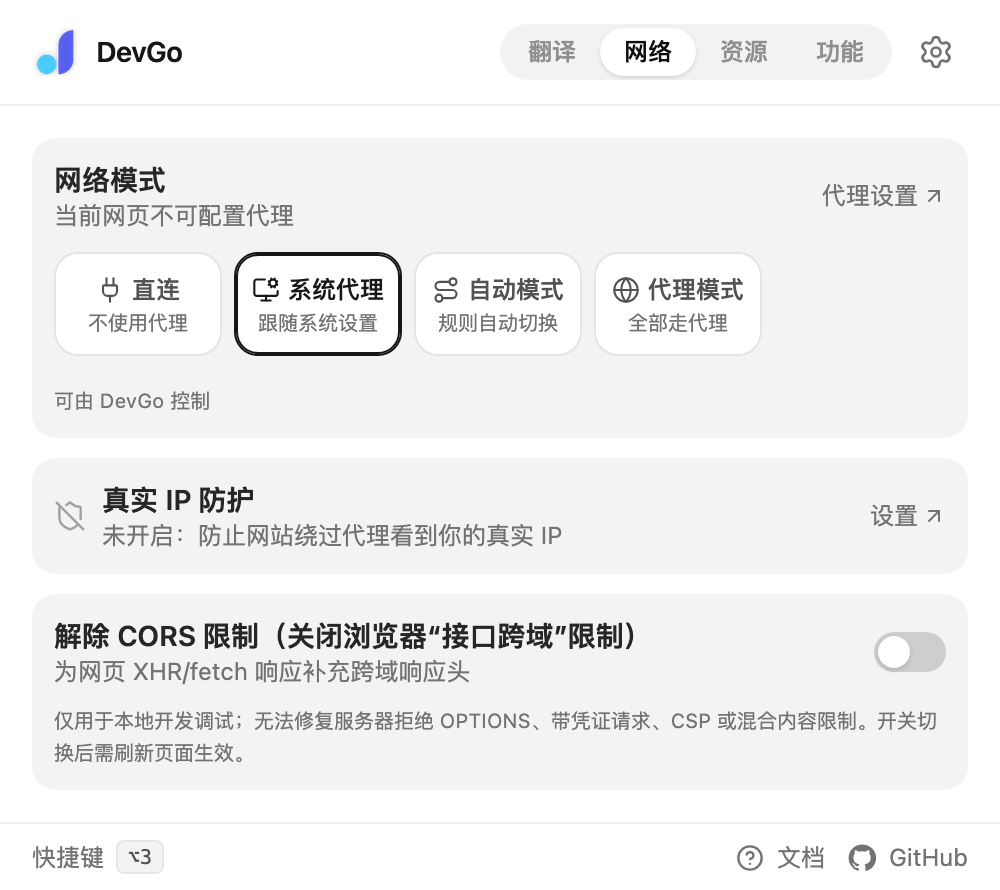 DevGo
翻译
网络
资源
功能
网络模式
当前网页不可配置代理
代理设置
直连
不使用代理
系统代理
跟随系统设置
自动模式
规则自动切换
代理模式
全部走代理
可由 DevGo 控制
真实 IP 防护
未开启：防止网站绕过代理看到你的真实 IP
设置
解除 CORS 限制（关闭浏览器“接口跨域”限制）
为网页 XHR/fetch 响应补充跨域响应头
仅用于本地开发调试；无法修复服务器拒绝 OPTIONS、带凭证请求、CSP 或混合内容限制。开关切
换后需刷新页面生效。
快捷键
⌥3
文档
GitHub